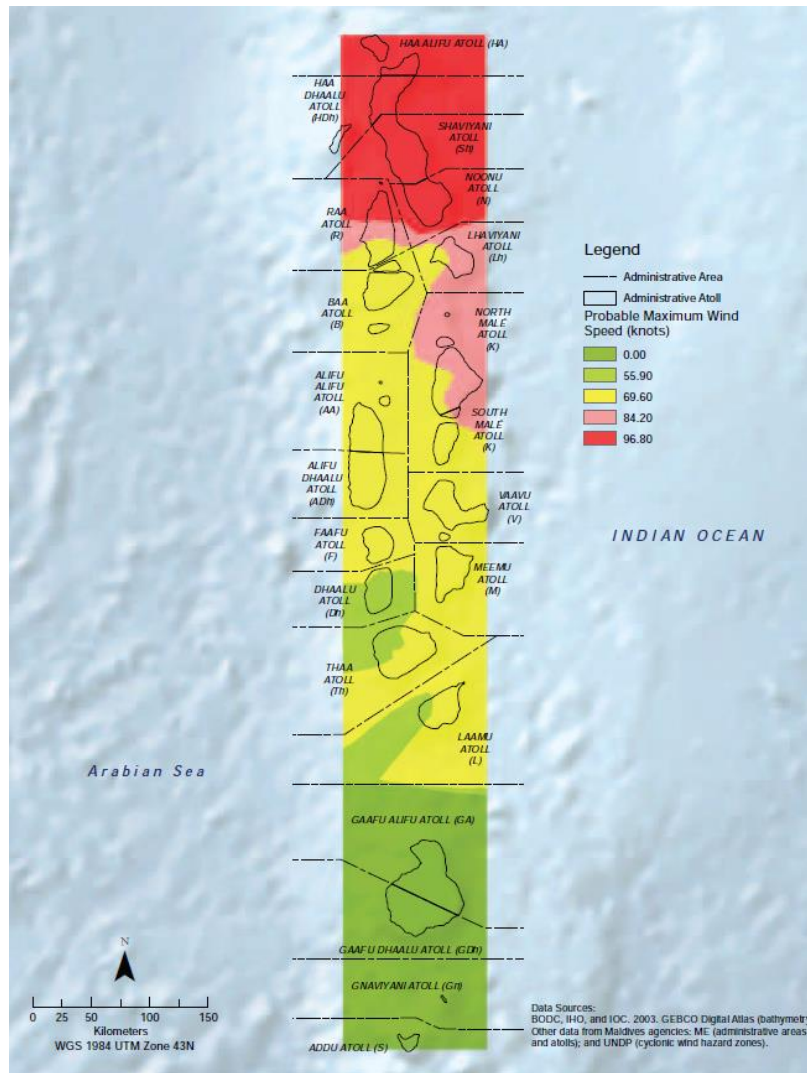 HAA ALIFU ATOLL (HA)
HAA
DHAALU
ATOLL
(HDh)
SHAVIYANI
ATOLL
(Sh)
NOONU
ATOLL
(N)
RAA
ATOLL
(R)
LHAVIYANI
ATOLL
(Lh)
BAA
ATOLL
(B)
NORTH
MALÉ
ATOLL
(K)
ALIFU
ALIFU
ATOLL
(AA)
SOUTH
MALÉ
ATOLL
(K)
ALIFU
DHAALU
ATOLL
(ADh)
VAAVU
ATOLL
(V)
FAAFU
ATOLL
(F)
MEEMU
ATOLL
(M)
DHAALU
ATOLL
(Dh)
THAA
ATOLL
(Th)
LAAMU
ATOLL
(L)
GAAFU ALIFU ATOLL (GA)
GAAFU DHAALU ATOLL (GDh)
GNAVIYANI ATOLL (Gn)
ADDU ATOLL (S)
Legend
Administrative Area
Administrative Atoll
Probable Maximum Wind
Speed (knots)
0.00
55.90
69.60
84.20
96.80
INDIAN OCEAN
Arabian Sea
N
0 25 50 100 150
Kilometers
WGS 1984 UTM Zone 43N
Data Sources:
BODC, IHO, and IOC. 2003. GEBCO Digital Atlas (bathymetry
Other data from Maldives agencies: ME (administrative areas
and atolls); and UNDP (cyclonic wind hazard zones).